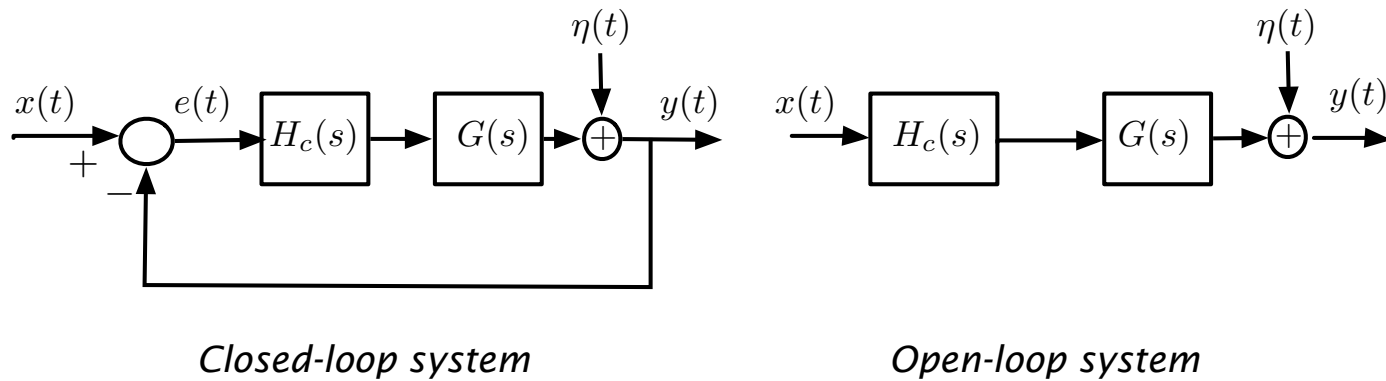 η(t)
x(t)
e(t)
H_c(s)
G(s)
+
y(t)
+
−
Closed-loop system
η(t)
x(t)
H_c(s)
G(s)
+
y(t)
Open-loop system